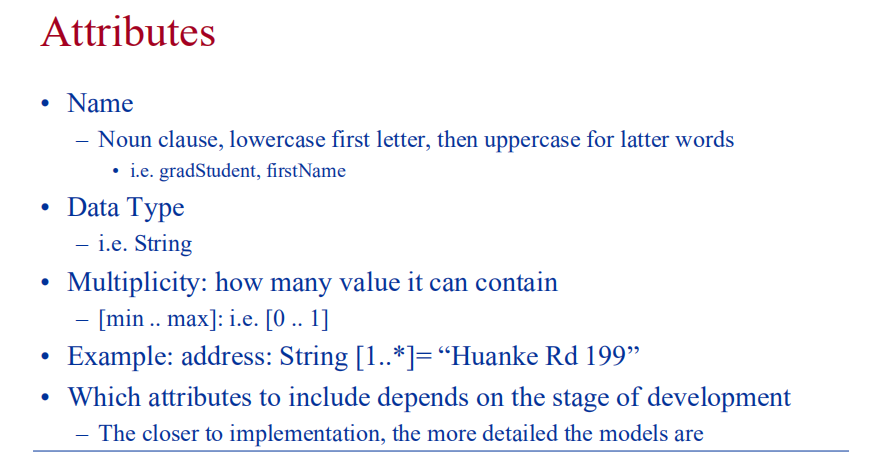 Attributes
• Name
– Noun clause, lowercase first letter, then uppercase for latter words
• i.e. gradStudent, firstName
• Data Type
– i.e. String
• Multiplicity: how many value it can contain
– [min .. max]: i.e. [0 .. 1]
• Example: address: String [1..*]= “Huanke Rd 199”
• Which attributes to include depends on the stage of development
– The closer to implementation, the more detailed the models are